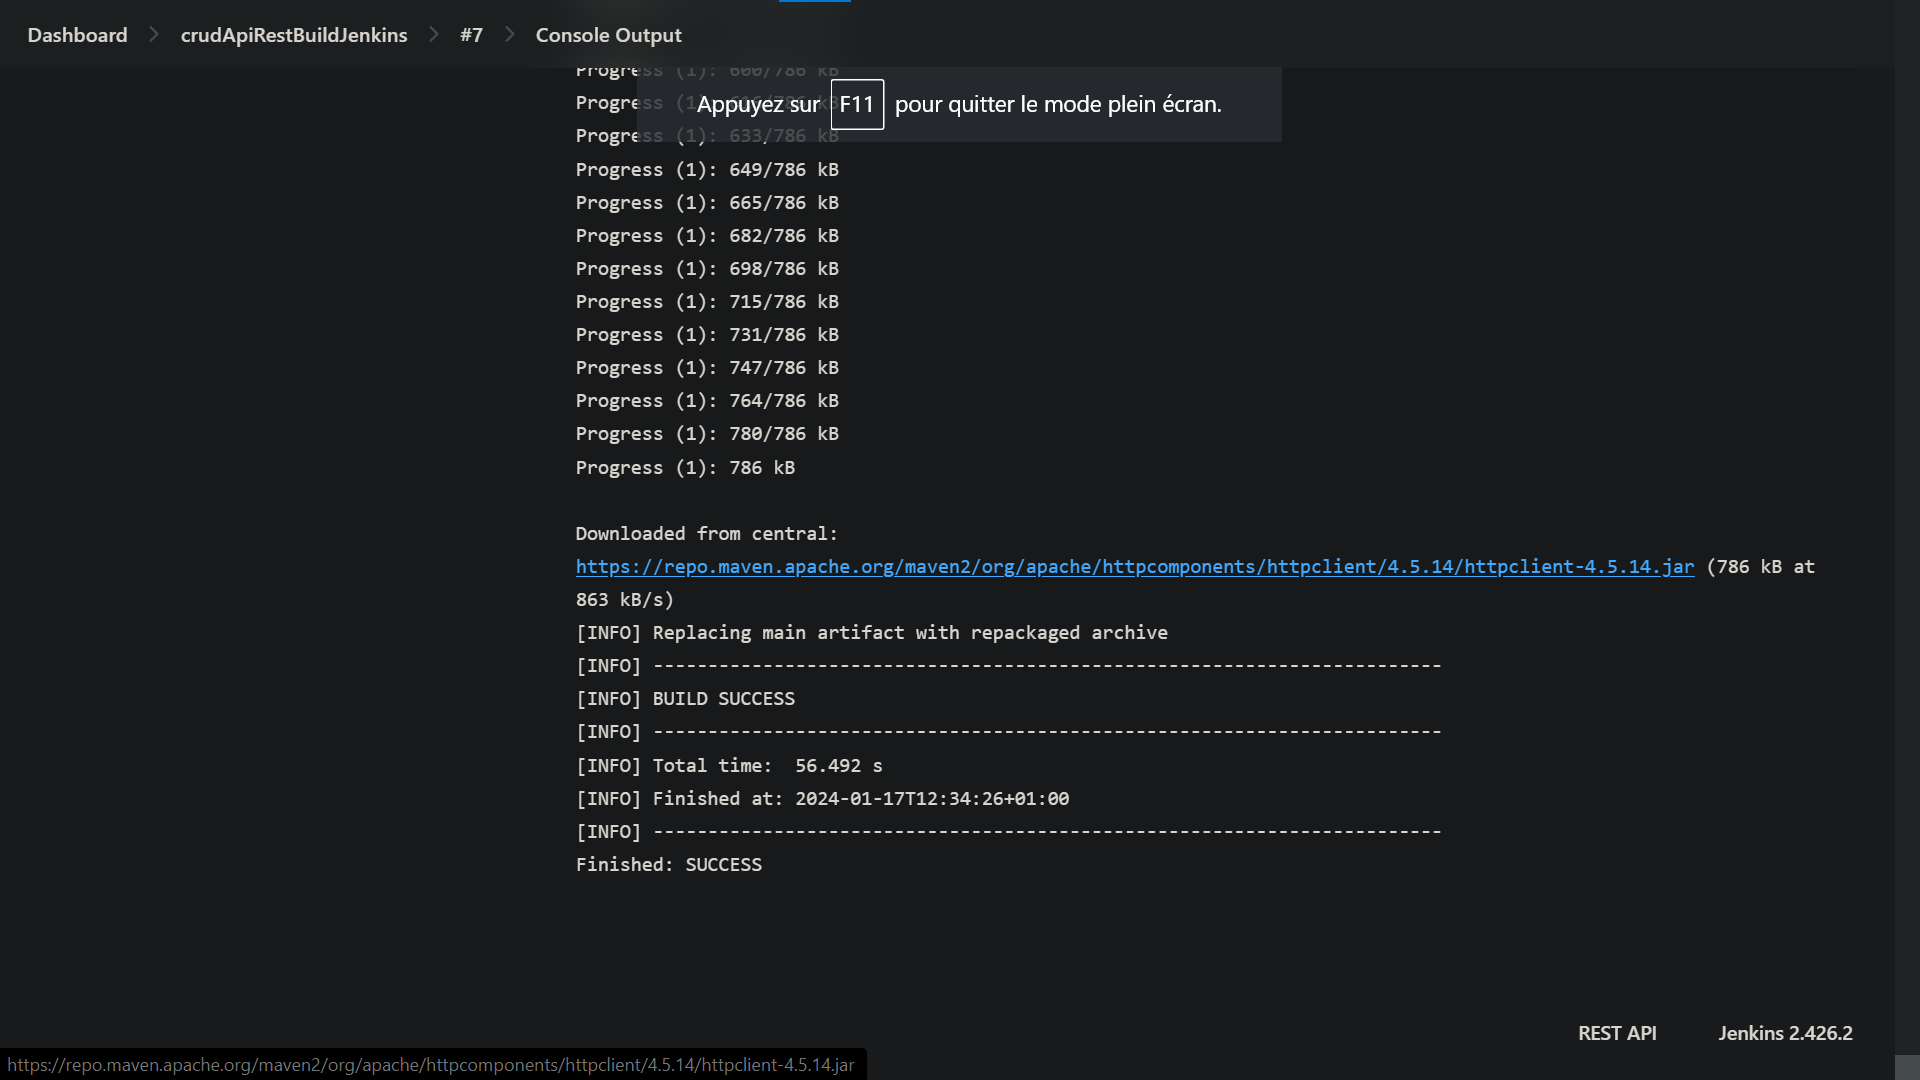 Dashboard > crudApiRestBuildJenkins > #7 > Console Output
Progress (1): 600/786 kB
Progress (1): 616/786 kB
Appuyez sur F11 pour quitter le mode plein écran.
Progress (1): 633/786 kB
Progress (1): 649/786 kB
Progress (1): 665/786 kB
Progress (1): 682/786 kB
Progress (1): 698/786 kB
Progress (1): 715/786 kB
Progress (1): 731/786 kB
Progress (1): 747/786 kB
Progress (1): 764/786 kB
Progress (1): 780/786 kB
Progress (1): 786 kB
Downloaded from central:
https://repo.maven.apache.org/maven2/org/apache/httpcomponents/httpclient/4.5.14/httpclient-4.5.14.jar (786 kB at
863 kB/s)
[INFO] Replacing main artifact with repackaged archive
[INFO] ------------------------------------------------------------------------
[INFO] BUILD SUCCESS
[INFO] ------------------------------------------------------------------------
[INFO] Total time:  56.492 s
[INFO] Finished at: 2024-01-17T12:34:26+01:00
[INFO] ------------------------------------------------------------------------
Finished: SUCCESS
REST API Jenkins 2.426.2
https://repo.maven.apache.org/maven2/org/apache/httpcomponents/httpclient/4.5.14/httpclient-4.5.14.jar